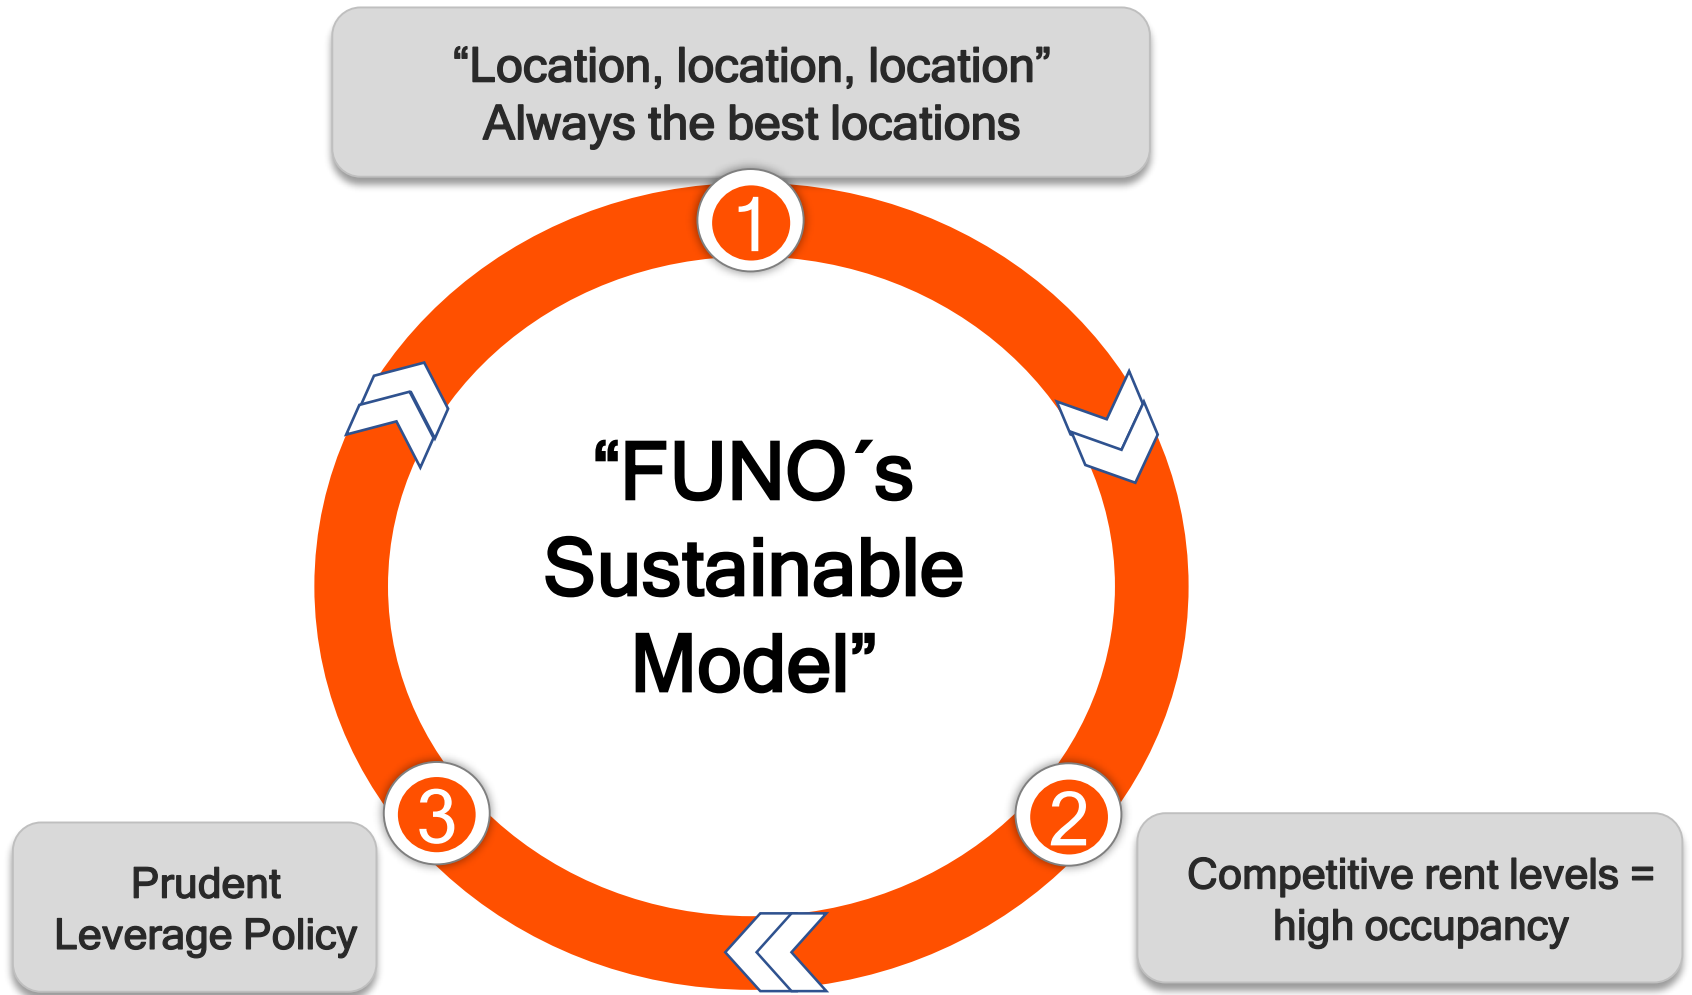 “Location, location, location”
Always the best locations
1
“FUNO´s
Sustainable
Model”
3
2
Prudent
Leverage Policy
Competitive rent levels =
high occupancy